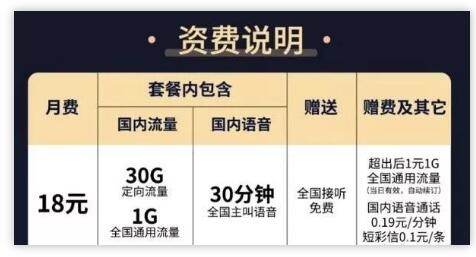 • 资费说明 •
月费
套餐内包含
赠送
赠费及其它
国内流量
国内语音
18元
30G
定向流量
1G
全国通用流量
30分钟
全国主叫语音
全国接听
免费
超出后1元1G
全国通用流量
(当日有效，自动续订)
国内语音通话
0.19元/分钟
短彩信0.1元/条